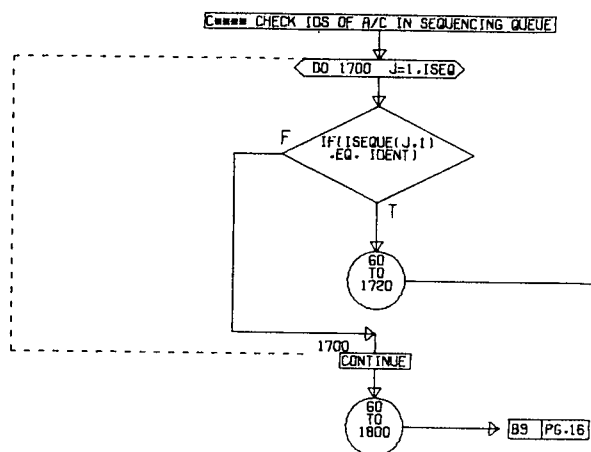 C**** CHECK IDS OF A/C IN SEQUENCING QUEUE
DO 1700 J=1,ISEQ
F
IF(ISEQUE(J,1)
.EQ. IDENT)
T
GO
TO
1720
1700
CONTINUE
GO
TO
1800
B9 PG.16